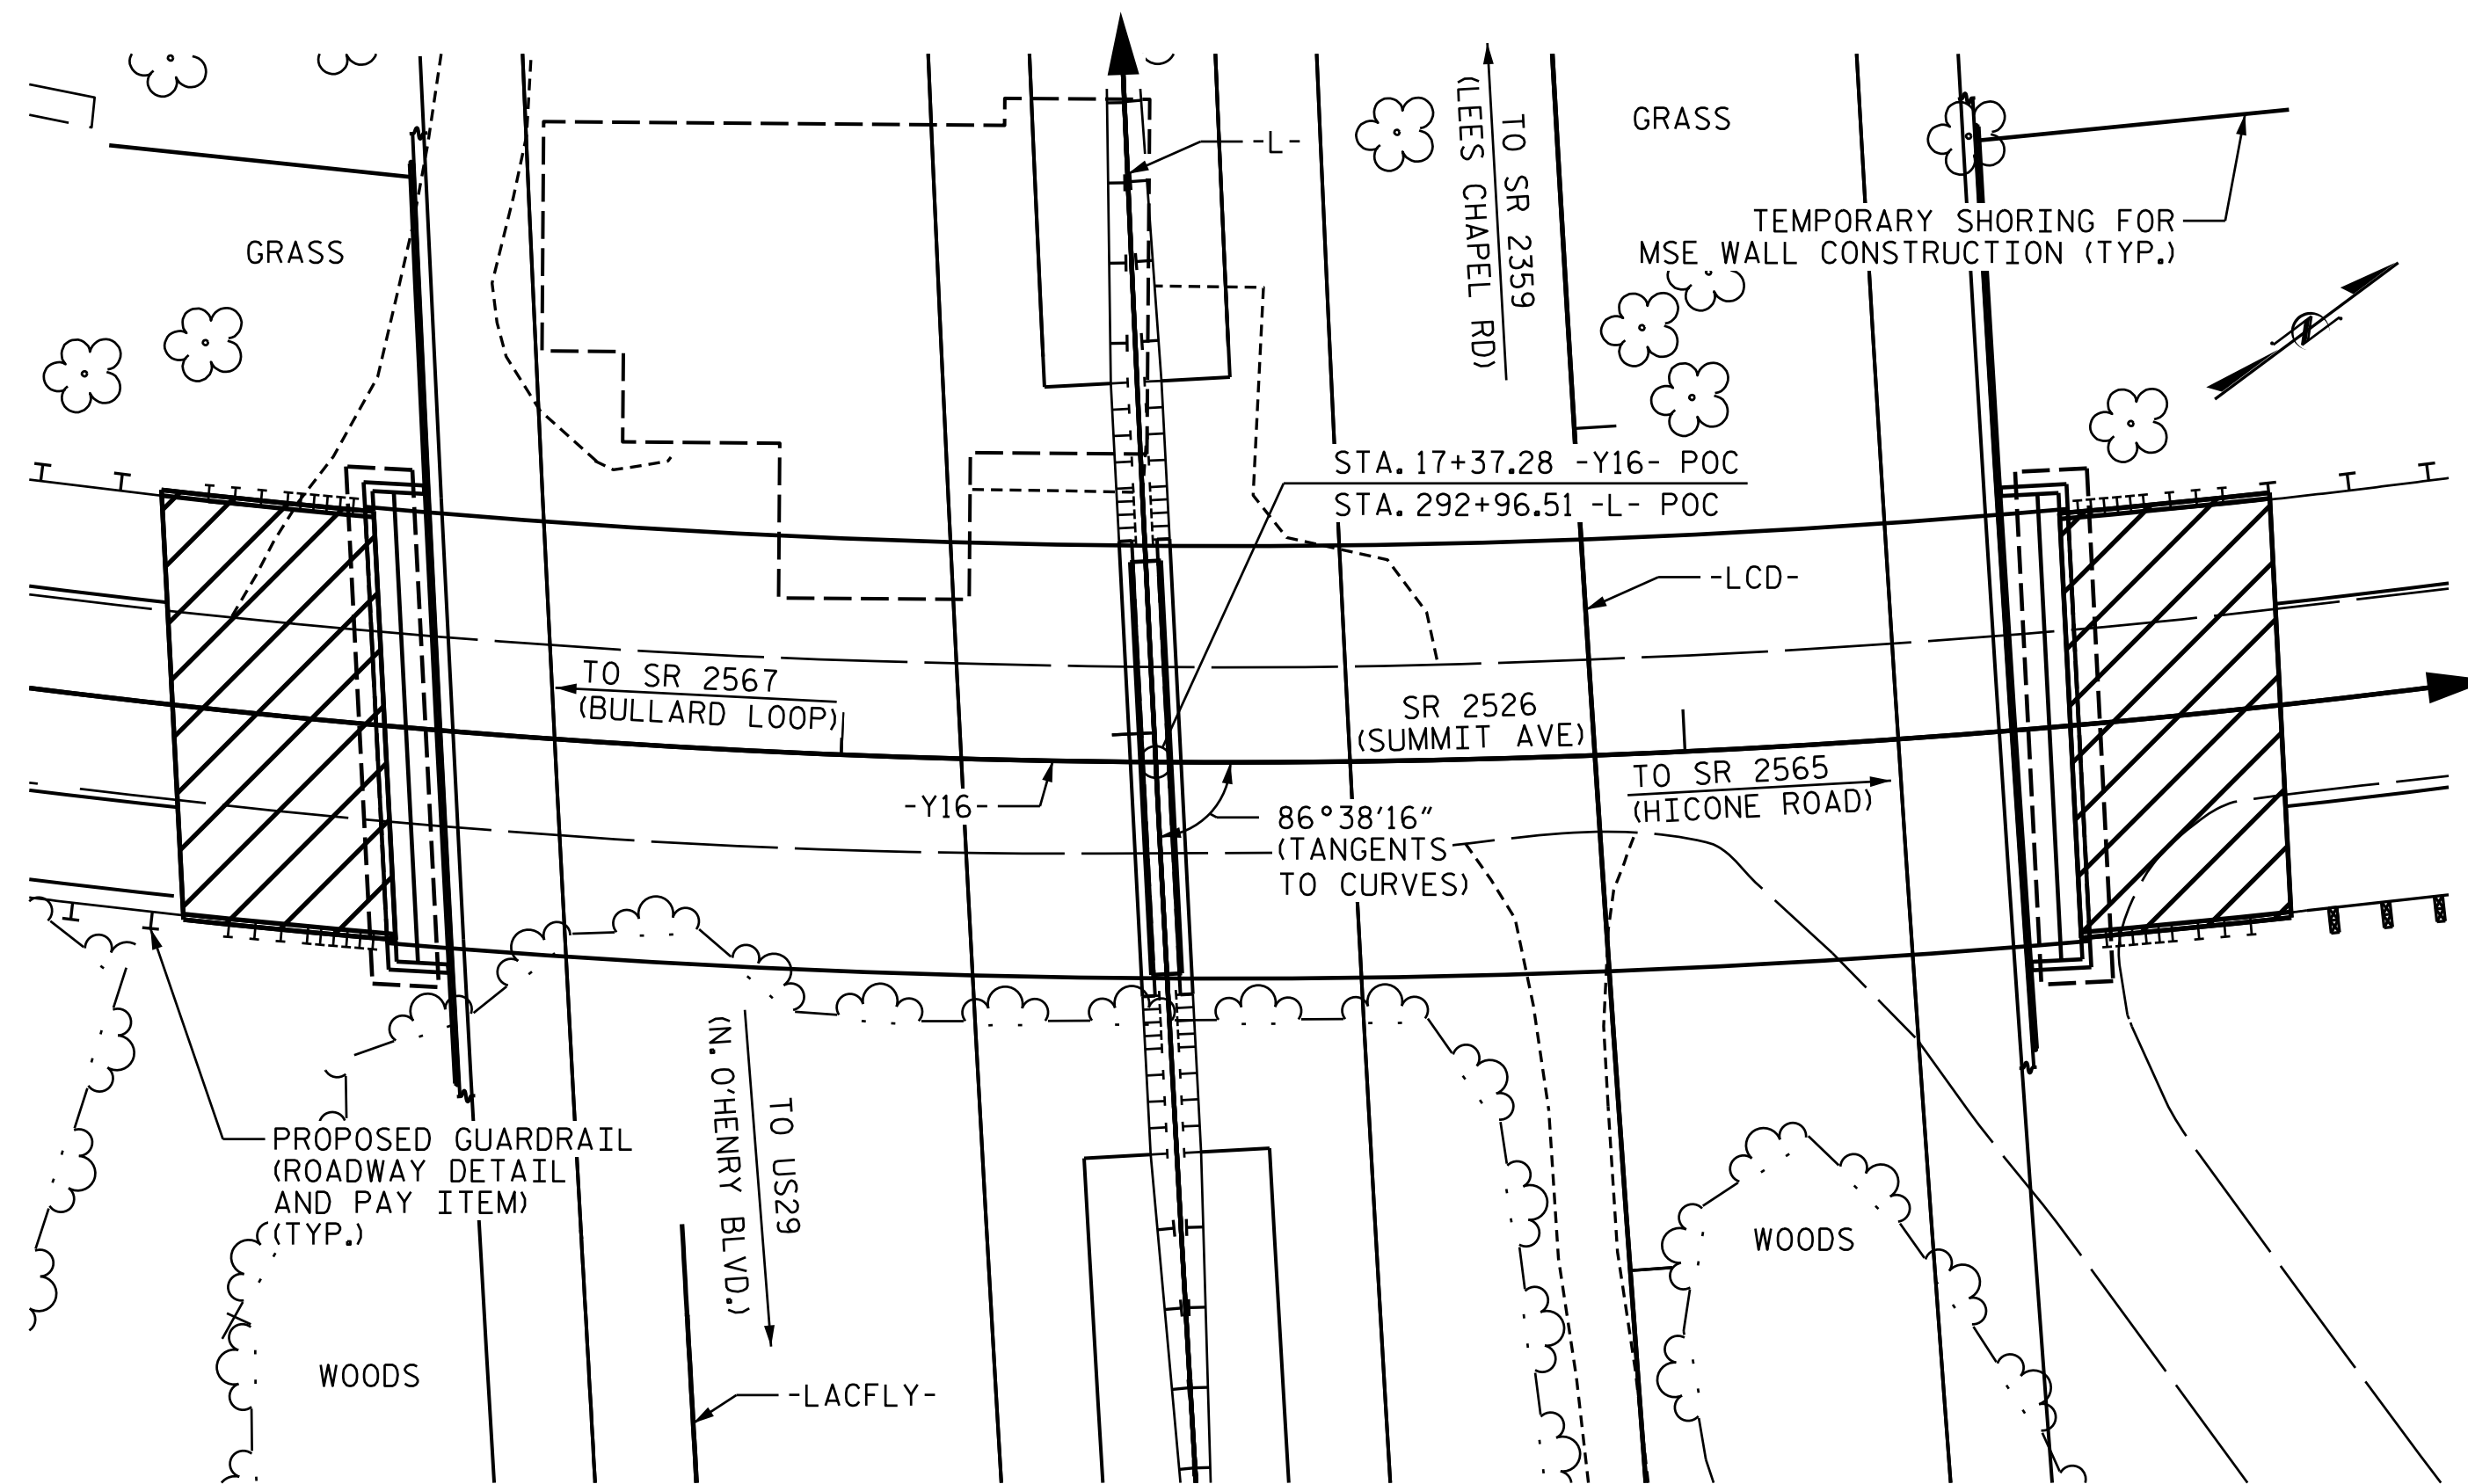 -L-
TO SR 2359
(LEES CHAPEL RD)
GRASS
TEMPORARY SHORING FOR
MSE WALL CONSTRUCTION (TYP.)
GRASS
N
STA. 17+37.28 -Y16- POC
STA. 292+96.51 -L- POC
-LCD-
TO SR 2567
(BULLARD LOOP)
SR 2526
(SUMMIT AVE)
TO SR 2565
(HICONE ROAD)
-Y16-
86°38'16"
(TANGENTS
TO CURVES)
TO US29
(N. O'HENRY BLVD.)
PROPOSED GUARDRAIL
(ROADWAY DETAIL
AND PAY ITEM)
(TYP.)
WOODS
WOODS
-LACFLY-